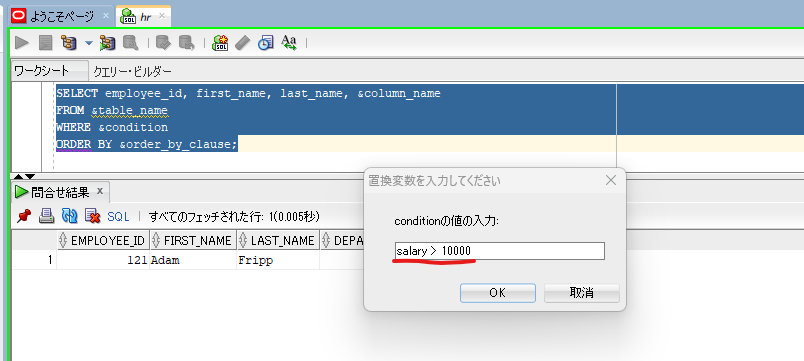 ようこそページ × hr ×
ワークシート クエリー・ビルダー
SELECT employee_id, first_name, last_name, &column_name
FROM &table_name
WHERE &condition
ORDER BY &order_by_clause;
問合せ結果 ×
SQL | すべてのフェッチされた行: 1(0.005秒)
EMPLOYEE_ID FIRST_NAME LAST_NAME
1 121 Adam Fripp
置換変数を入力してください
conditionの値の入力:
salary > 10000
OK 取消